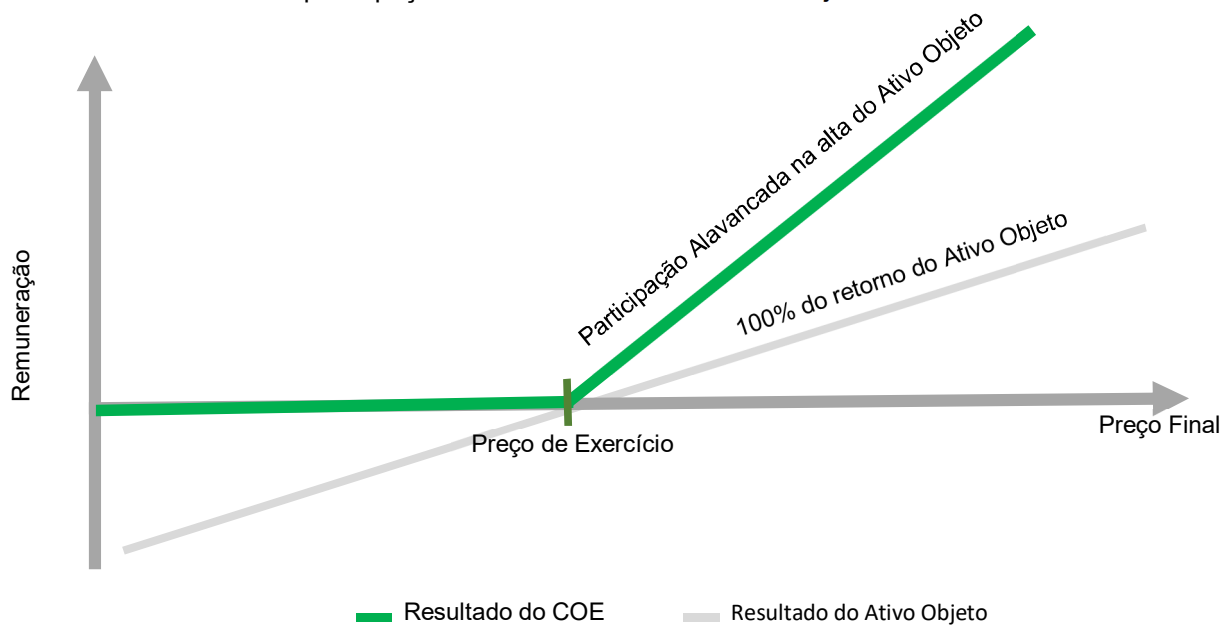 Participação Alavancada na alta do Ativo Objeto
100% do retorno do Ativo Objeto
Remuneração
Preço de Exercício
Preço Final
Resultado do COE
Resultado do Ativo Objeto